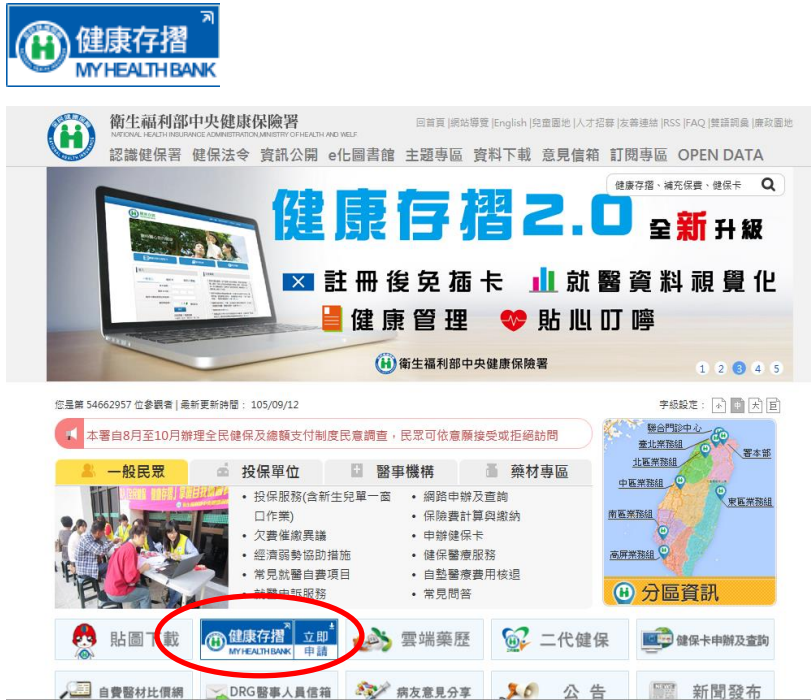 健康存摺
MY HEALTH BANK
衛生福利部中央健康保險署
NATIONAL HEALTH INSURANCE ADMINISTRATION,MINISTRY OF HEALTH AND WELF
回首頁 |網站導覽 |English |兒童園地 |人才招募 |友善連結 |RSS |FAQ |雙語詞彙 |廉政園地
認識健保署 健保法令 資訊公開 e化圖書館 主題專區 資料下載 意見信箱 訂閱專區 OPEN DATA
健康存摺、補充保費、健保卡
健康存摺2.0 全新升級
註冊後免插卡 就醫資料視覺化
健康管理 貼心叮嚀
衛生福利部中央健康保險署
1 2 3 4 5
您是第 54662957 位參觀者 | 最新更新時間： 105/09/12
字級設定： 小 中 大 巨
本署自8月至10月辦理全民健保及總額支付制度民意調查，民眾可依意願接受或拒絕訪問
一般民眾 投保單位 醫事機構 藥材專區
• 投保服務(含新生兒單一窗口作業)
• 欠費催繳異議
• 經濟弱勢協助措施
• 常見就醫自費項目
• 就醫申訴服務
• 網路申辦及查詢
• 保險費計算與繳納
• 申辦健保卡
• 健保醫療服務
• 自墊醫療費用核退
• 常見問答
聯合門診中心
臺北業務組
署本部
北區業務組
中區業務組
東區業務組
南區業務組
高屏業務組
分區資訊
貼圖下載
健康存摺 立即申請
MY HEALTH BANK
雲端藥歷
二代健保
健保卡申辦及查詢
自費醫材比價網
DRG醫事人員信箱
病友意見分享
公 告
新聞發布